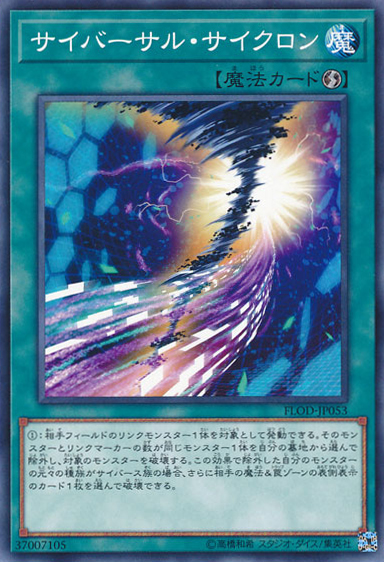 サイバーサル・サイクロン
魔
【魔法カード】
FLOD-JP053
①:相手フィールドのリンクモンスター1体を対象として発動できる。そのモン
スターとリンクマーカーの数が同じモンスター1体を自分の墓地から選んで
除外し、対象のモンスターを破壊する。この効果で除外した自分のモンスター
の元々の種族がサイバース族の場合、さらに相手の魔法&罠ゾーンの表側表示
のカード1枚を選んで破壊できる。
37007105
©高橋和希 スタジオ・ダイス/集英社